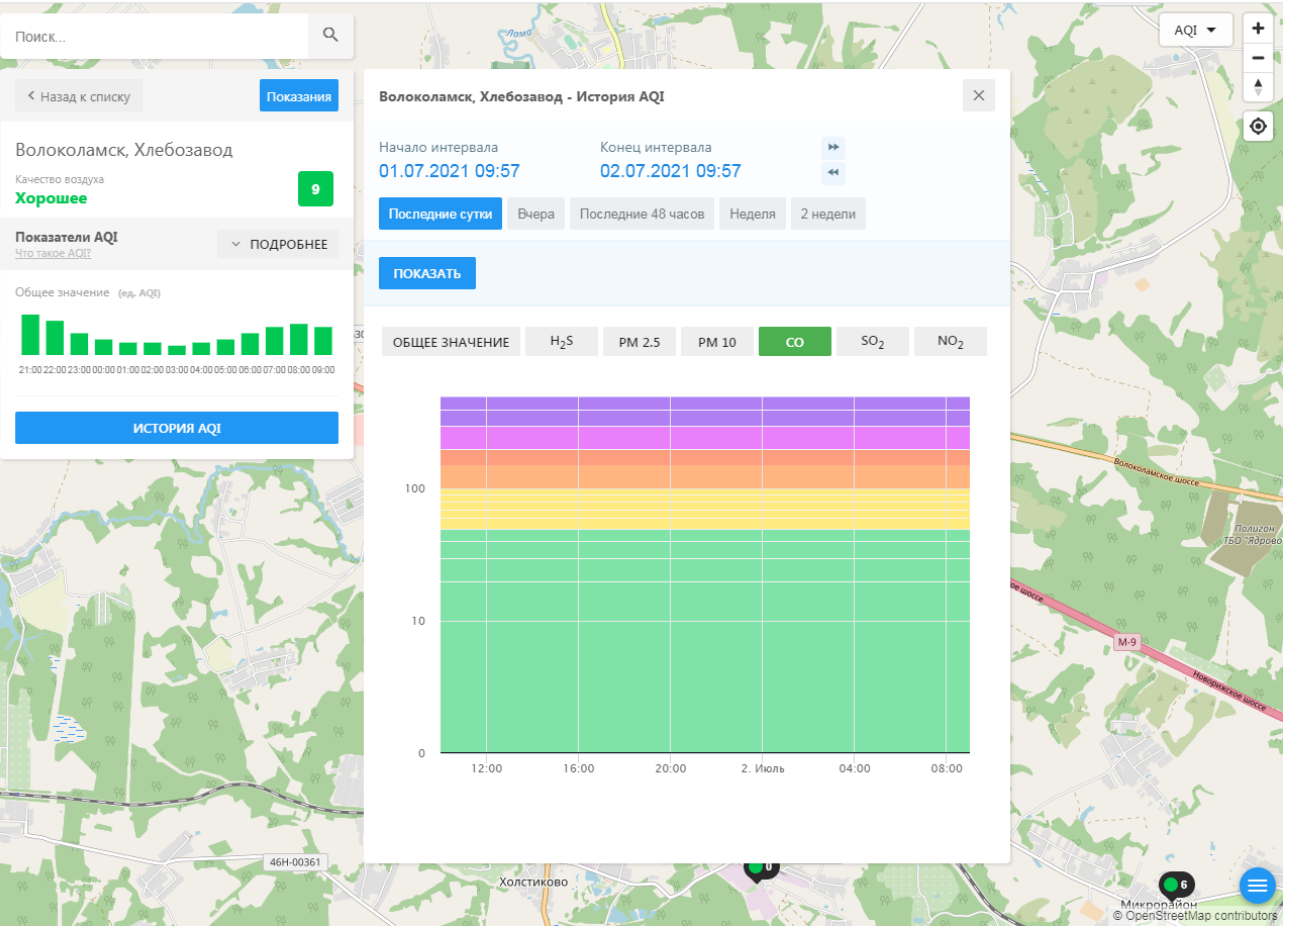 Поиск...
AQI
Ломо
Назад к списку
Показания
Волоколамск, Хлебозавод
Качество воздуха
Хорошее
9
Показатели AQI
Что такое AQI?
ПОДРОБНЕЕ
Общее значение (ед. AQI)
21:00 22:00 23:00 00:00 01:00 02:00 03:00 04:00 05:00 06:00 07:00 08:00 09:00
ИСТОРИЯ AQI
Волоколамск, Хлебозавод - История AQI
Начало интервала
Конец интервала
01.07.2021 09:57
02.07.2021 09:57
Последние сутки
Вчера
Последние 48 часов
Неделя
2 недели
ПОКАЗАТЬ
ОБЩЕЕ ЗНАЧЕНИЕ
H2S
PM 2.5
PM 10
CO
SO2
NO2
100
10
0
12:00
16:00
20:00
2. Июль
04:00
08:00
Волоколамское шоссе
Полигон
ТБО "Ядрово
М-9
Новорижское шоссе
46Н-00361
Холстиково
0
6
Микрорайон
© OpenStreetMap contributors